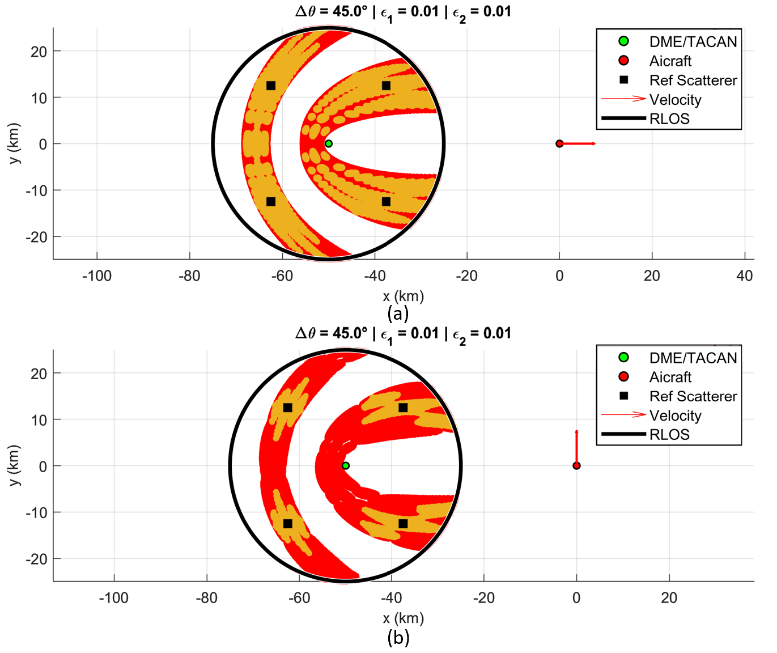 Δθ = 45.0° | ϵ1 = 0.01 | ϵ2 = 0.01
DME/TACAN
Aicraft
Ref Scatterer
Velocity
RLOS
20
10
0
-10
-20
y (km)
-100
-80
-60
-40
-20
0
20
40
x (km)
(a)
Δθ = 45.0° | ϵ1 = 0.01 | ϵ2 = 0.01
DME/TACAN
Aicraft
Ref Scatterer
Velocity
RLOS
20
10
0
-10
-20
y (km)
-100
-80
-60
-40
-20
0
20
x (km)
(b)